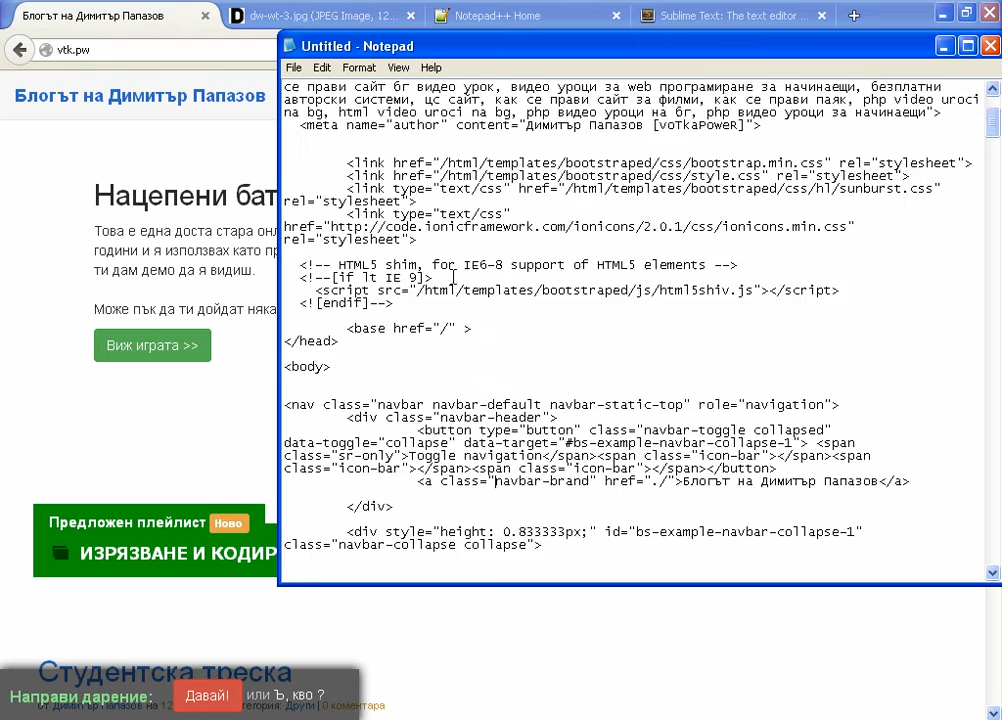 Блогът на Димитър Папазов
dw-wt-3.jpg (JPEG Image, 12...
Notepad++ Home
Sublime Text: The text editor ...
vtk.pw
Untitled - Notepad
File Edit Format View Help
Блогът на Димитър Папазов
се прави сайт бг видео урок, видео уроци за web програмиране за начинаещи, безплатни
авторски системи, цс сайт, как се прави сайт за филми, как се прави паяк, php video uroci
na bg, html video uroci na bg, php видео уроци на бг, php видео уроци за начинаещи">
<meta name="author" content="Димитър Папазов [voTkaPoweR]">
<link href="/html/templates/bootstraped/css/bootstrap.min.css" rel="stylesheet">
<link href="/html/templates/bootstraped/css/style.css" rel="stylesheet">
<link type="text/css" href="/html/templates/bootstraped/css/hl/sunburst.css"
rel="stylesheet">
<link type="text/css"
href="http://code.ionicframework.com/ionicons/2.0.1/css/ionicons.min.css"
rel="stylesheet">
<!-- HTML5 shim, for IE6-8 support of HTML5 elements -->
<!--[if lt IE 9]>
<script src="/html/templates/bootstraped/js/html5shiv.js"></script>
<![endif]-->
<base href="/" >
</head>
<body>
<nav class="navbar navbar-default navbar-static-top" role="navigation">
<div class="navbar-header">
<button type="button" class="navbar-toggle collapsed"
data-toggle="collapse" data-target="#bs-example-navbar-collapse-1"> <span
class="sr-only">Toggle navigation</span><span class="icon-bar"></span><span
class="icon-bar"></span><span class="icon-bar"></span></button>
<a class="navbar-brand" href="./">Блогът на Димитър Папазов</a>
</div>
<div style="height: 0.833333px;" id="bs-example-navbar-collapse-1"
class="navbar-collapse collapse">
Нацепени бат
Това е една доста стара онл
години и я използвах като пр
ти дам демо да я видиш.
Може пък да ти дойдат няка
Виж играта >>
Предложен плейлист Ново
ИЗРЯЗВАНЕ И КОДИР
Студентска треска
от Димитър Папазов на 12
категория: Други | 0 коментара
Направи дарение: Давай! или Ъ, кво ?